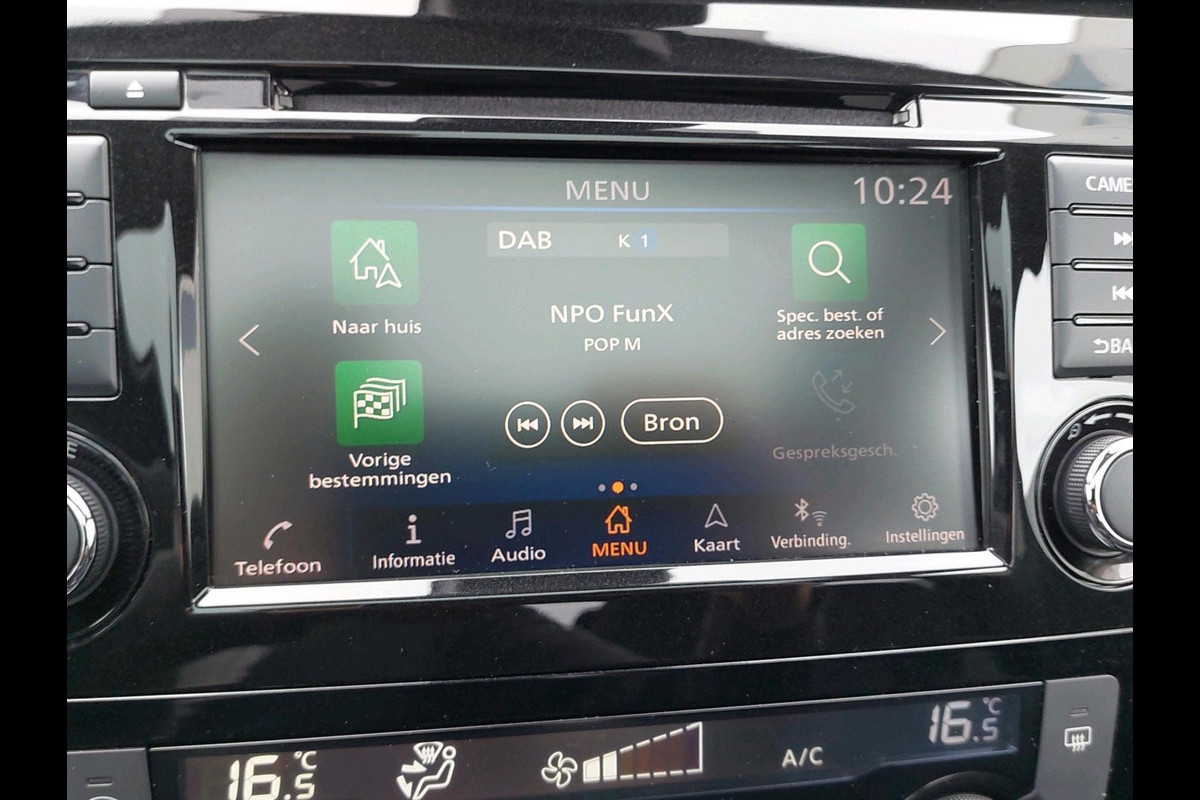 MENU
10:24
DAB
K 1
Naar huis
NPO FunX
POP M
Spec. best. of
adres zoeken
Bron
Vorige
bestemmingen
Gespreksgesch.
Telefoon
Informatie
Audio
MENU
Kaart
Verbinding.
Instellingen
CAME
BA
16.5 °C
A/C
16.5 °C